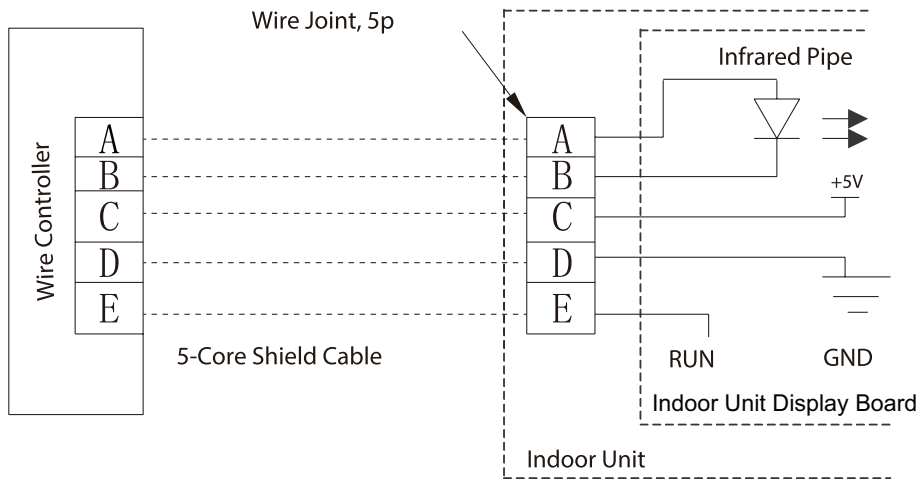 Wire Joint, 5p
Infrared Pipe
Wire Controller
A
B
C
D
E
A
B
C
D
E
+5V
5-Core Shield Cable
RUN
GND
Indoor Unit Display Board
Indoor Unit